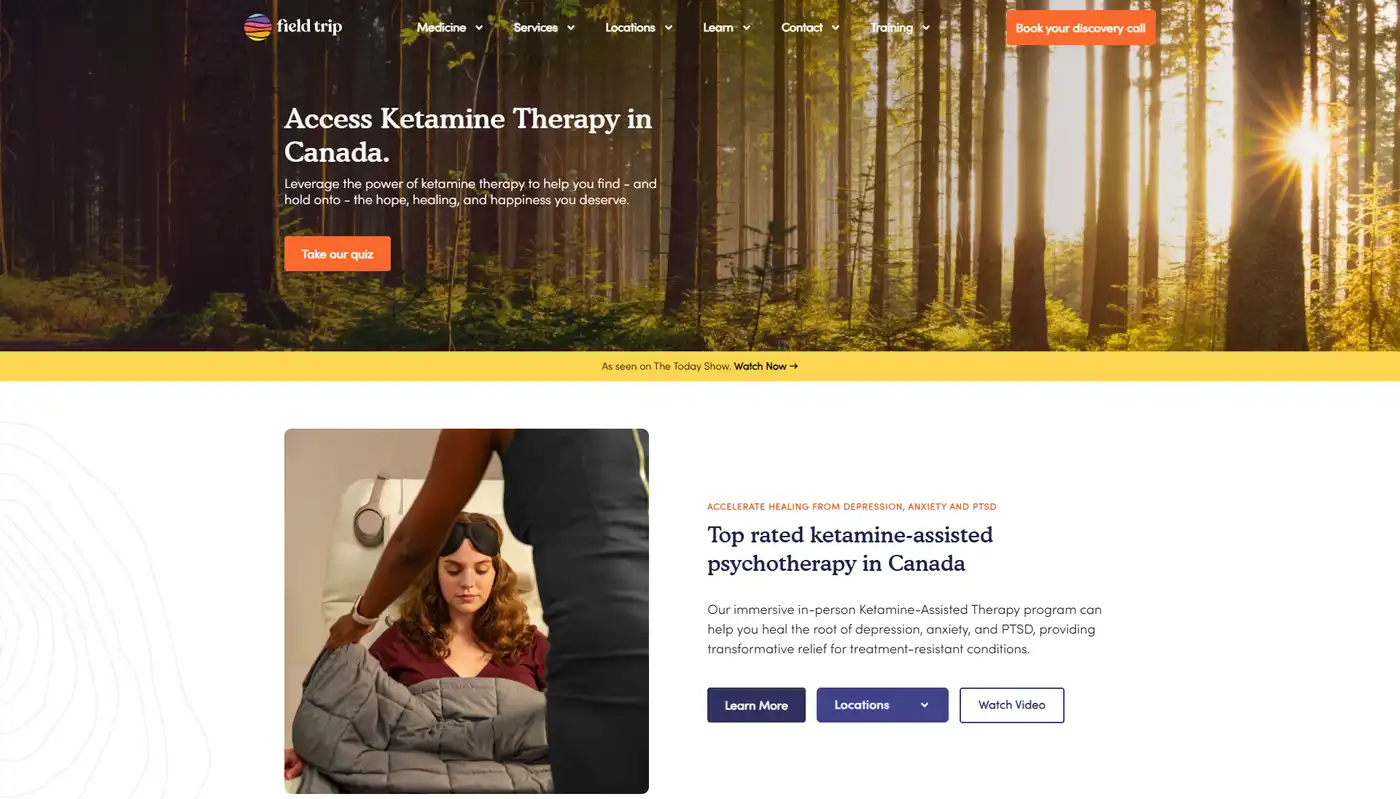 field trip
Medicine
Services
Locations
Learn
Contact
Training
Book your discovery call
Access Ketamine Therapy in
Canada.
Leverage the power of ketamine therapy to help you find - and
hold onto - the hope, healing, and happiness you deserve.
Take our quiz
As seen on The Today Show. Watch Now →
ACCELERATE HEALING FROM DEPRESSION, ANXIETY AND PTSD
Top rated ketamine-assisted
psychotherapy in Canada
Our immersive in-person Ketamine-Assisted Therapy program can
help you heal the root of depression, anxiety, and PTSD, providing
transformative relief for treatment-resistant conditions.
Learn More
Locations
Watch Video